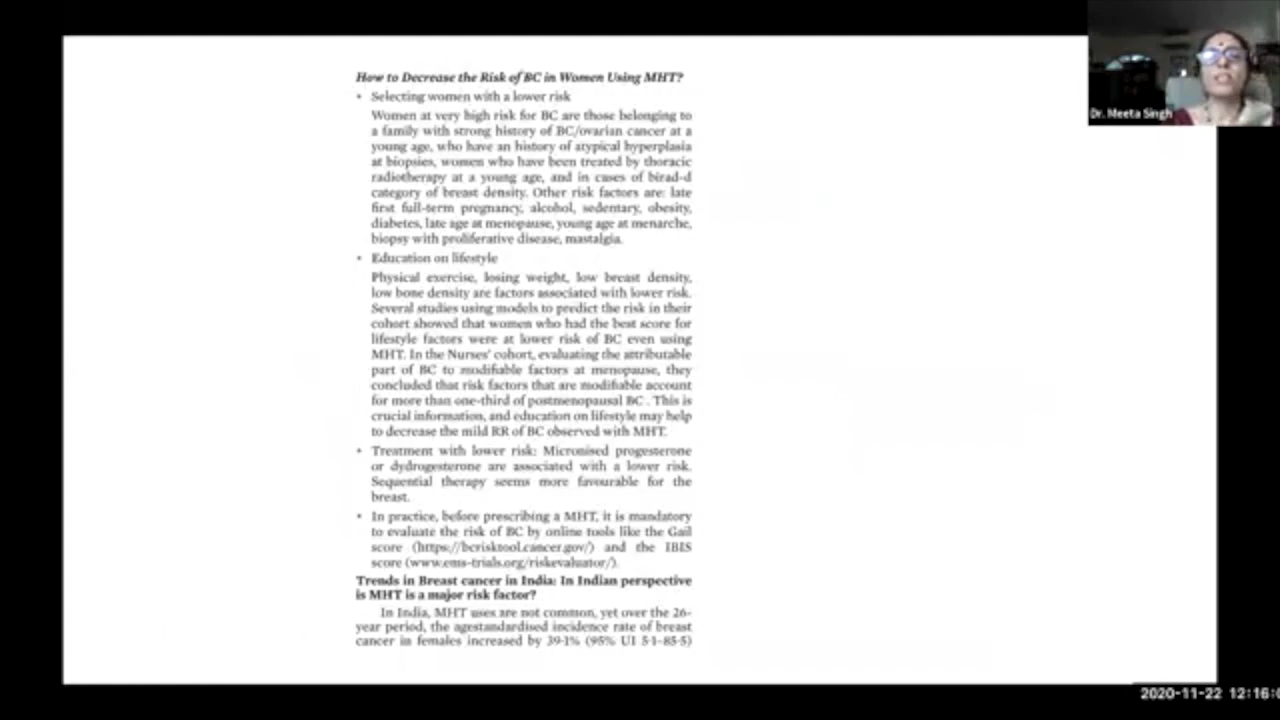 How to Decrease the Risk of BC in Women Using MHT?
• Selecting women with a lower risk
Women at very high risk for BC are those belonging to
a family with strong history of BC/ovarian cancer at a
young age, who have an history of atypical hyperplasia
at biopsies, women who have been treated by thoracic
radiotherapy at a young age, and in cases of birad-d
category of breast density. Other risk factors are: late
first full-term pregnancy, alcohol, sedentary, obesity,
diabetes, late age at menopause, young age at menarche,
biopsy with proliferative disease, mastalgia.
• Education on lifestyle
Physical exercise, losing weight, low breast density,
low bone density are factors associated with lower risk.
Several studies using models to predict the risk in their
cohort showed that women who had the best score for
lifestyle factors were at lower risk of BC even using
MHT. In the Nurses' cohort, evaluating the attributable
part of BC to modifiable factors at menopause, they
concluded that risk factors that are modifiable account
for more than one-third of postmenopausal BC . This is
crucial information, and education on lifestyle may help
to decrease the mild RR of BC observed with MHT.
• Treatment with lower risk: Micronised progesterone
or dydrogesterone are associated with a lower risk.
Sequential therapy seems more favourable for the
breast.
• In practice, before prescribing a MHT, it is mandatory
to evaluate the risk of BC by online tools like the Gail
score (https://bcrisktool.cancer.gov/) and the IBIS
score (www.ems-trials.org/riskevaluator/).
Trends in Breast cancer in India: In Indian perspective
is MHT is a major risk factor?
In India, MHT uses are not common, yet over the 26-
year period, the agestandardised incidence rate of breast
cancer in females increased by 39·1% (95% UI 5·1–85·5)
Dr. Meeta Singh
2020-11-22 12:16:0